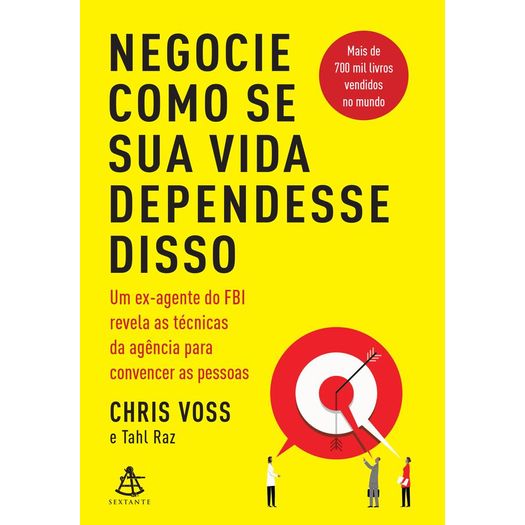 NEGOCIE
COMO SE
SUA VIDA
DEPENDESSE
DISSO
Mais de
700 mil livros
vendidos
no mundo
Um ex-agente do FBI
revela as técnicas
da agência para
convencer as pessoas
CHRIS VOSS
e Tahl Raz
SEXTANTE